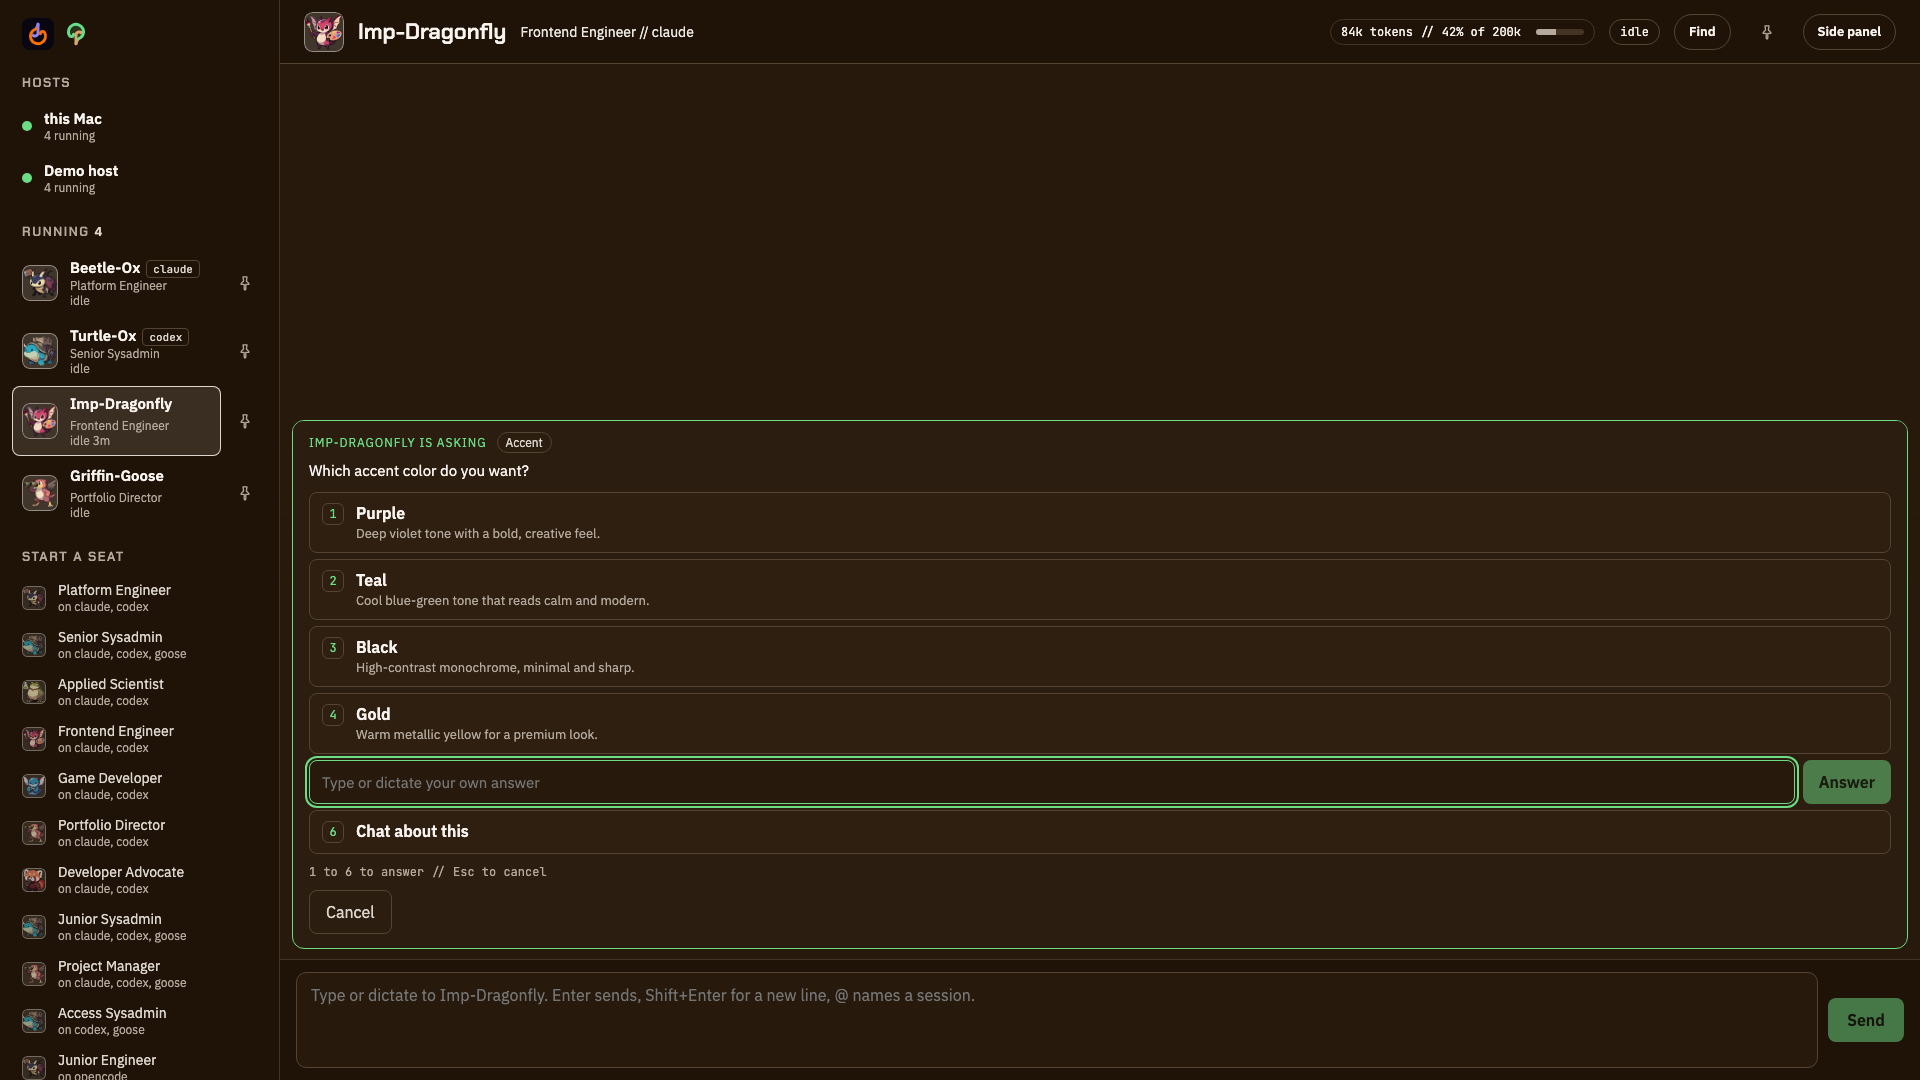 HOSTS
this Mac
4 running
Demo host
4 running
RUNNING 4
Beetle-Ox claude
Platform Engineer
idle
Turtle-Ox codex
Senior Sysadmin
idle
Imp-Dragonfly
Frontend Engineer
idle 3m
Griffin-Goose
Portfolio Director
idle
START A SEAT
Platform Engineer
on claude, codex
Senior Sysadmin
on claude, codex, goose
Applied Scientist
on claude, codex
Frontend Engineer
on claude, codex
Game Developer
on claude, codex
Portfolio Director
on claude, codex
Developer Advocate
on claude, codex
Junior Sysadmin
on claude, codex, goose
Project Manager
on claude, codex, goose
Access Sysadmin
on codex, goose
Junior Engineer
on opencode
Imp-Dragonfly Frontend Engineer // claude
84k tokens // 42% of 200k
idle
Find
Side panel
IMP-DRAGONFLY IS ASKING Accent
Which accent color do you want?
1 Purple
Deep violet tone with a bold, creative feel.
2 Teal
Cool blue-green tone that reads calm and modern.
3 Black
High-contrast monochrome, minimal and sharp.
4 Gold
Warm metallic yellow for a premium look.
Type or dictate your own answer
Answer
6 Chat about this
1 to 6 to answer // Esc to cancel
Cancel
Type or dictate to Imp-Dragonfly. Enter sends, Shift+Enter for a new line, @ names a session.
Send